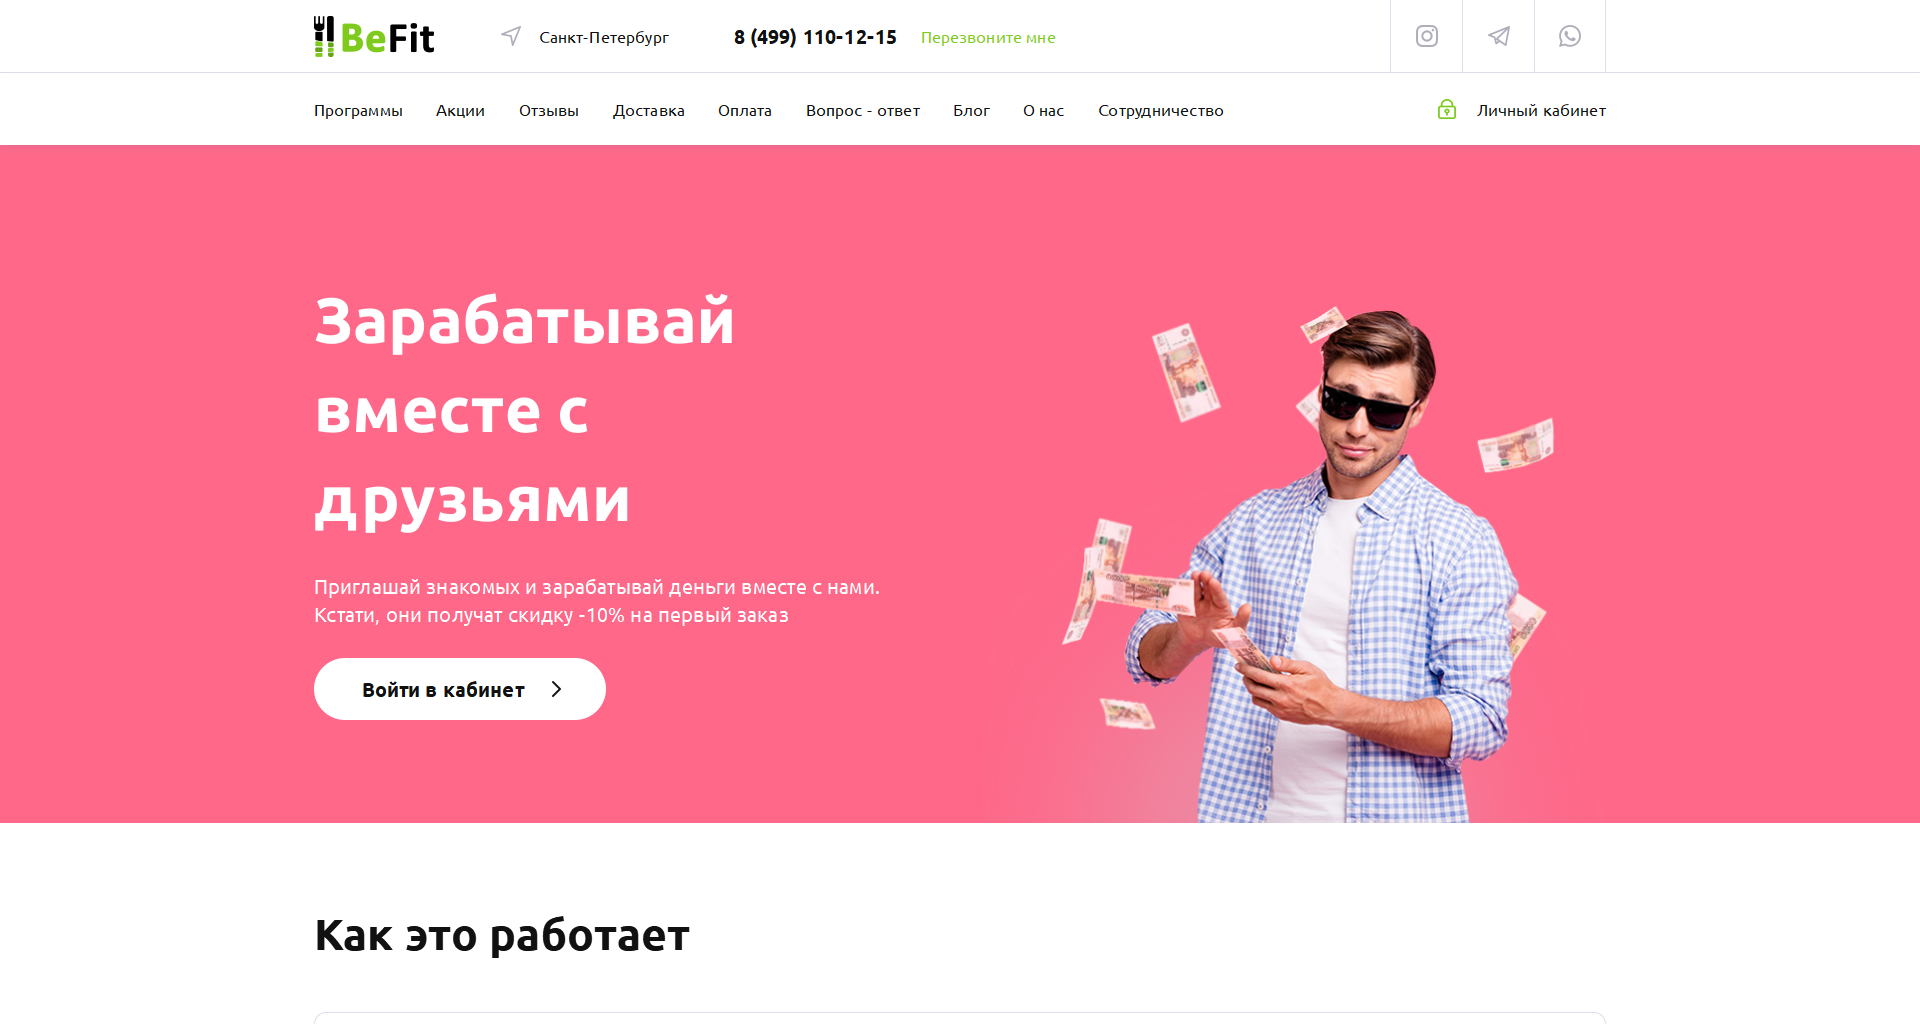 BeFit
Санкт-Петербург
8 (499) 110-12-15
Перезвоните мне
Программы
Акции
Отзывы
Доставка
Оплата
Вопрос - ответ
Блог
О нас
Сотрудничество
Личный кабинет
Зарабатывай
вместе с
друзьями
Приглашай знакомых и зарабатывай деньги вместе с нами.
Кстати, они получат скидку -10% на первый заказ
Войти в кабинет
Как это работает